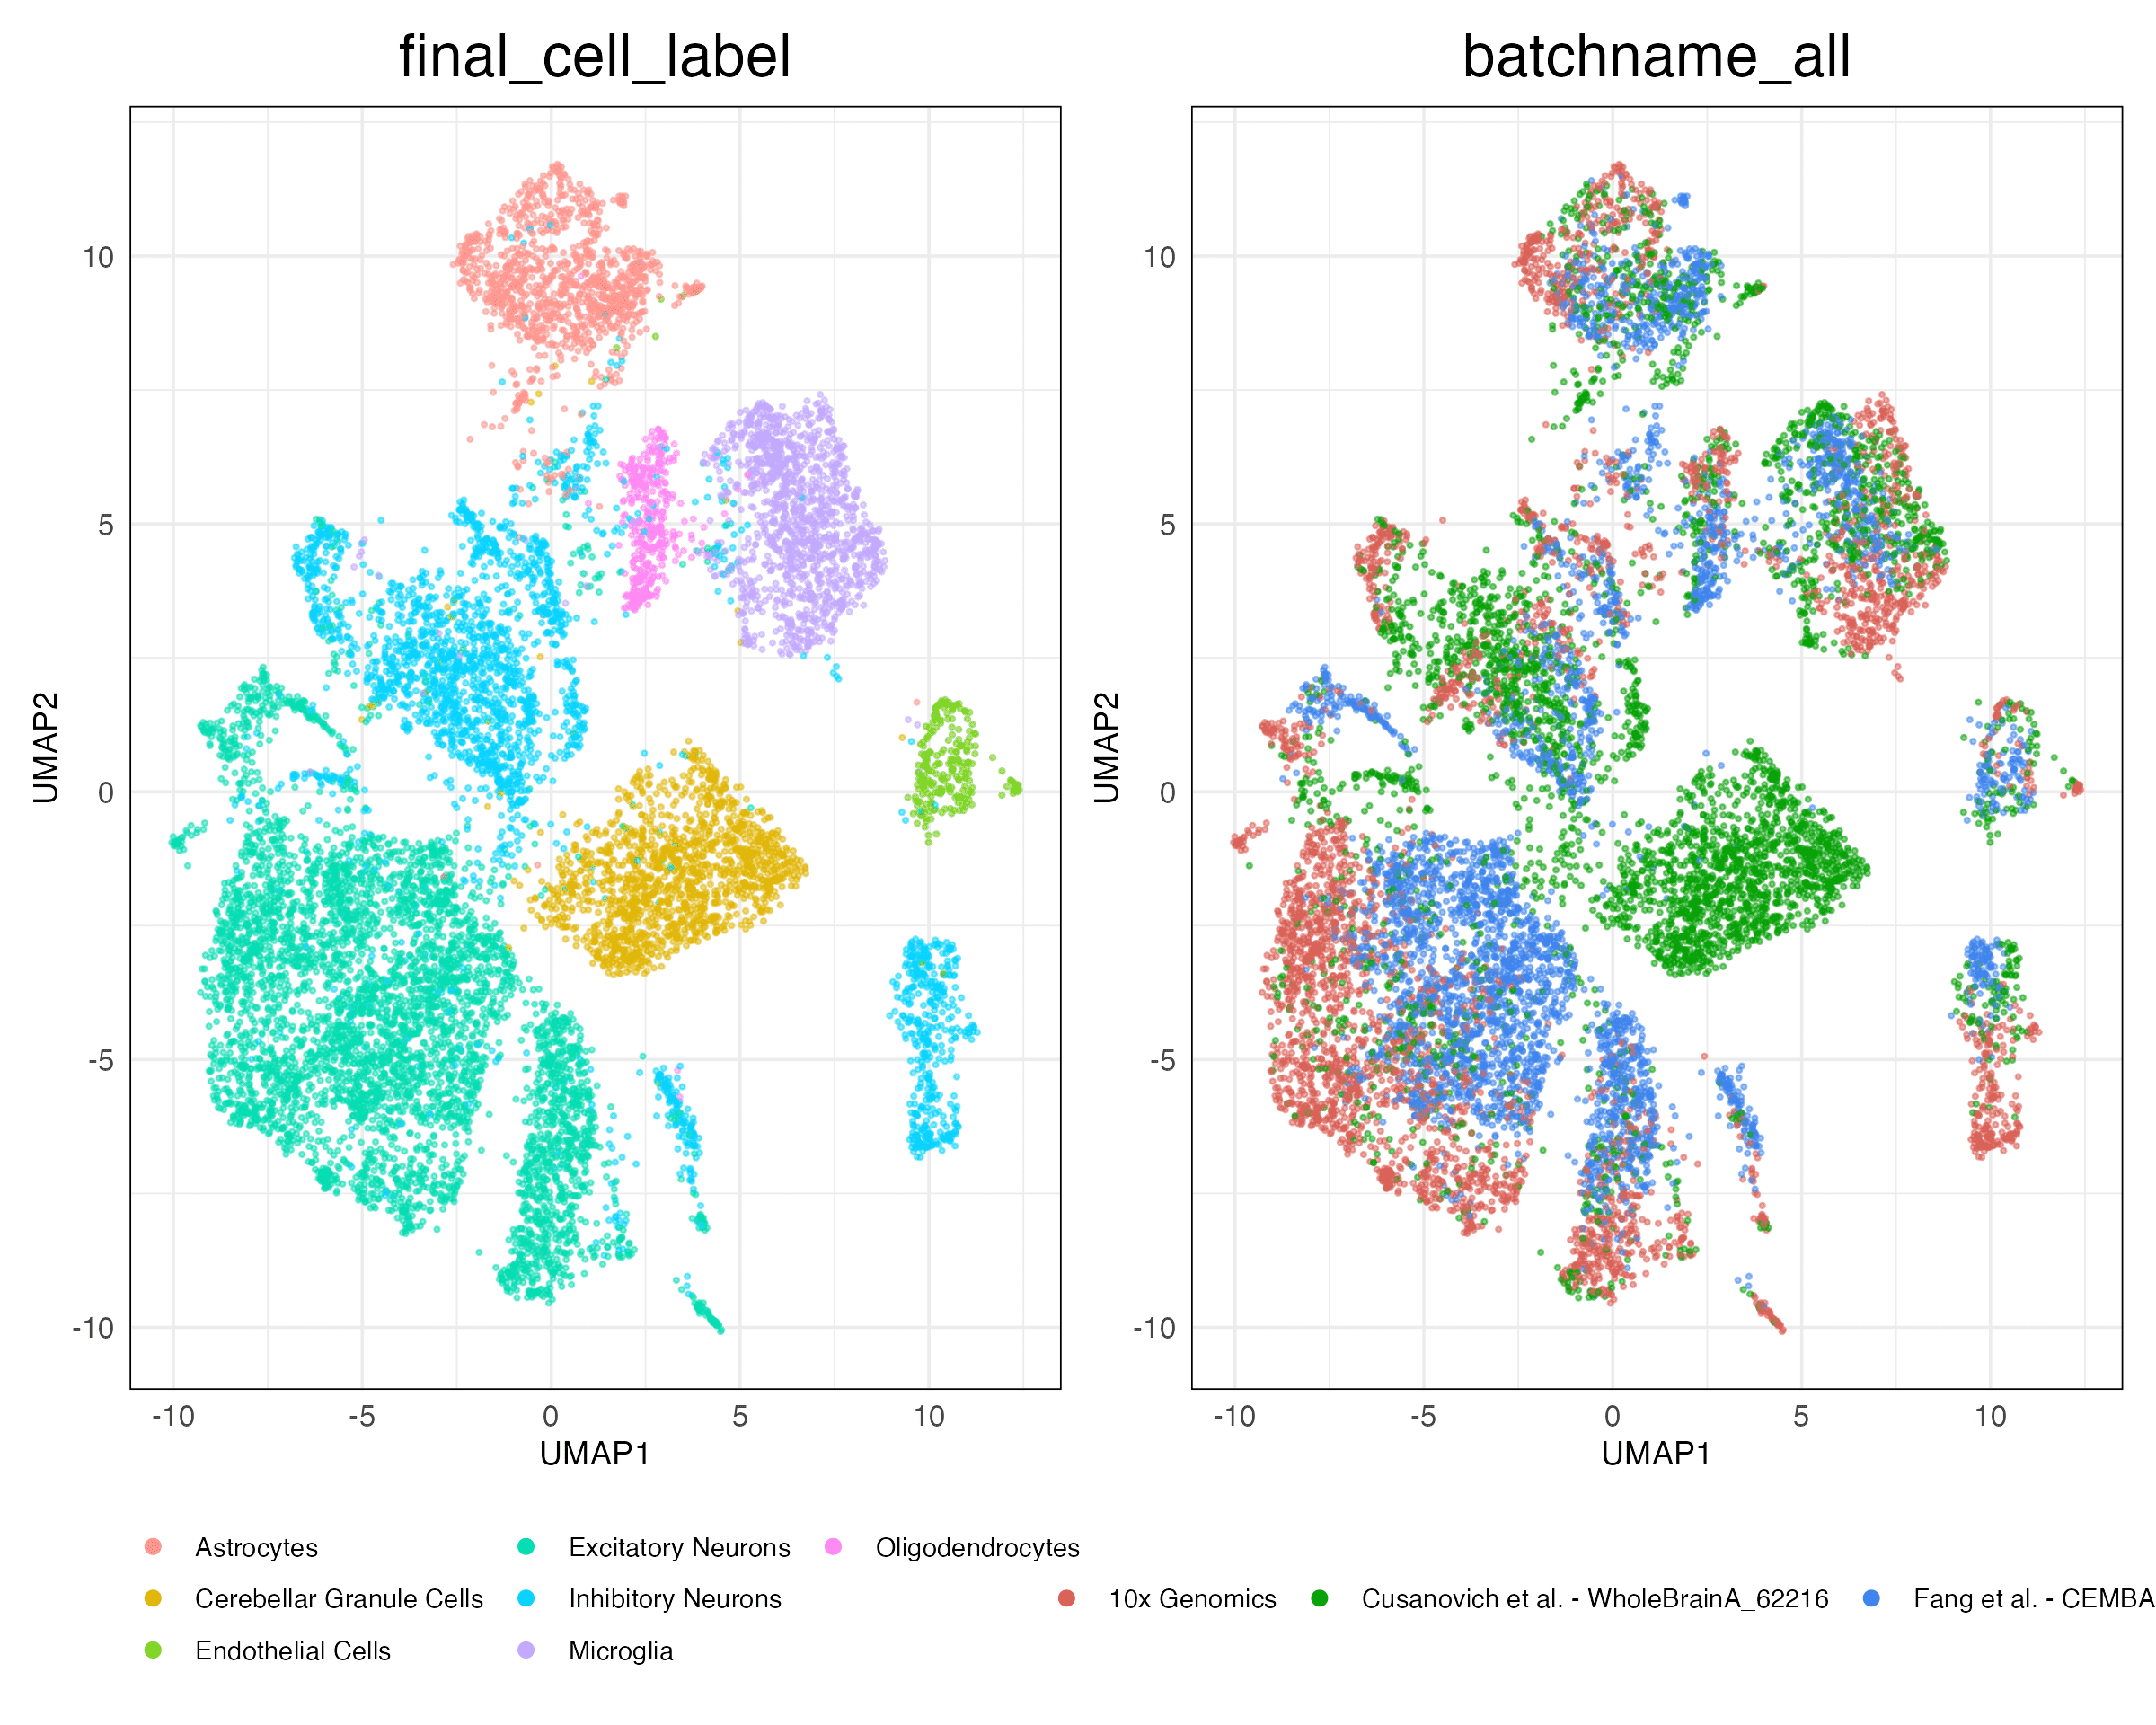 final_cell_label
batchname_all
10
5
0
-5
-10
UMAP2
-10 -5 0 5 10
UMAP1
10
5
0
-5
-10
UMAP2
-10 -5 0 5 10
UMAP1
Astrocytes
Cerebellar Granule Cells
Endothelial Cells
Excitatory Neurons
Inhibitory Neurons
Microglia
Oligodendrocytes
10x Genomics
Cusanovich et al. - WholeBrainA_62216
Fang et al. - CEMBA